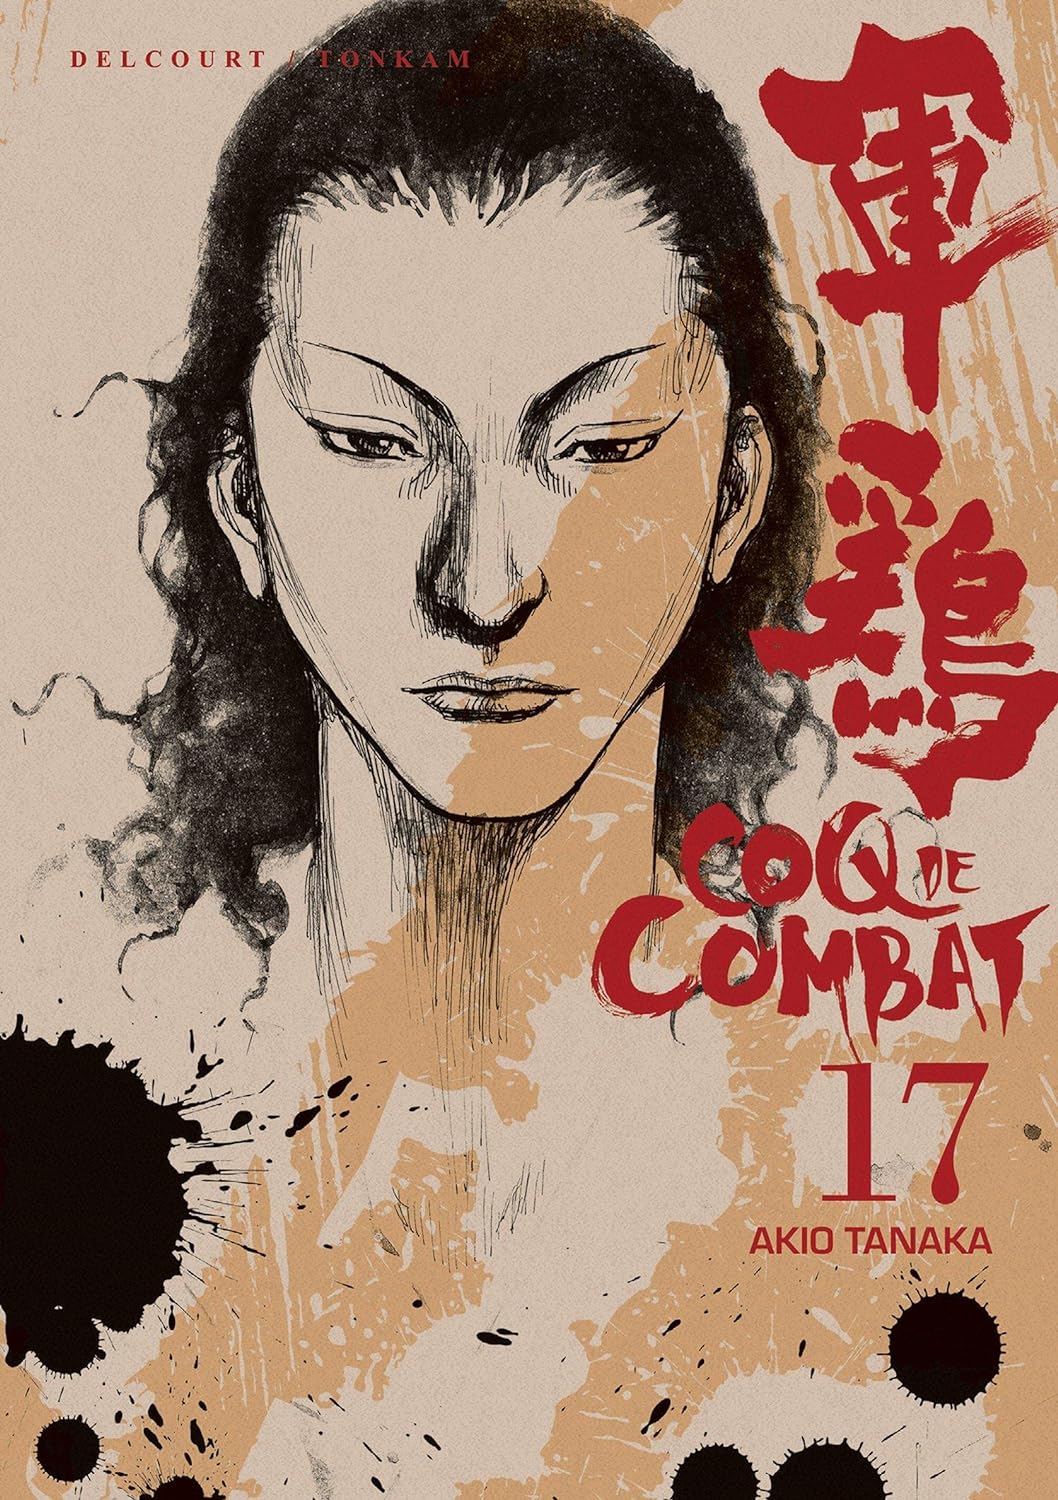 DELCOURT / TONKAM
軍鶏
COQ DE
COMBAT
17
AKIO TANAKA